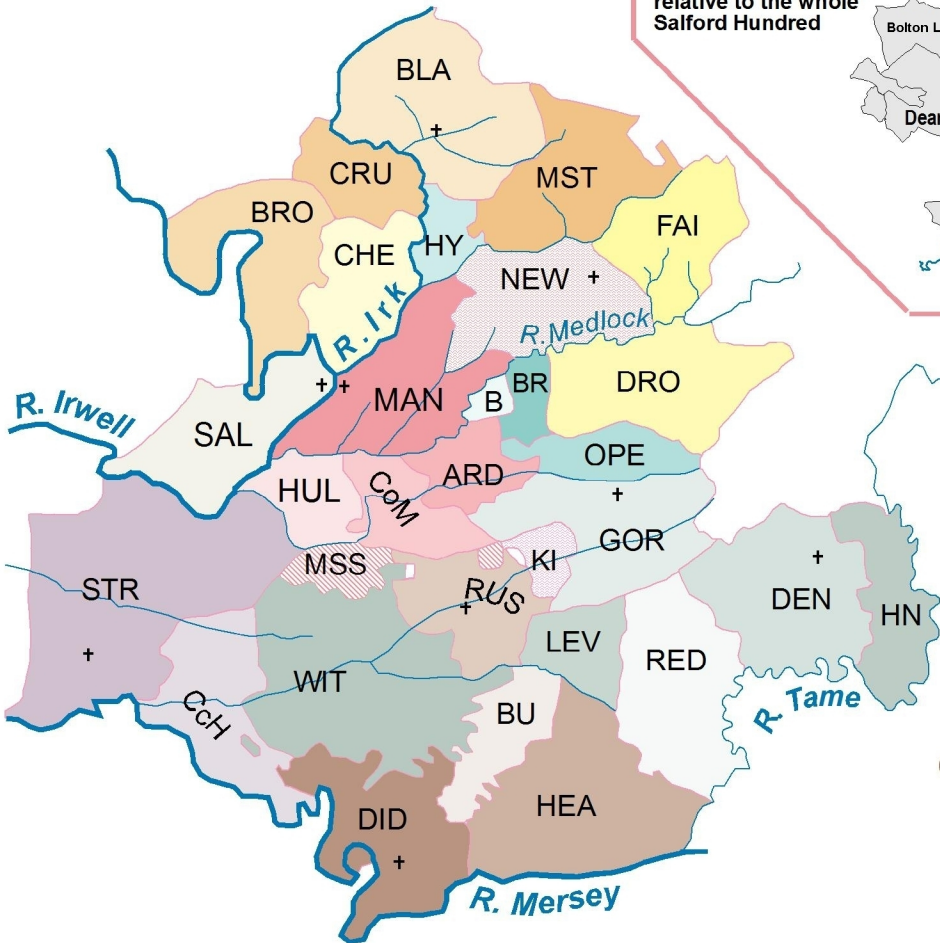 relative to the whole
Salford Hundred
Bolton L
Dear
BLA
CRU
MST
BRO
FAI
CHE
HY
NEW
R. Irk
R. Medlock
BR
DRO
MAN
B
R. Irwell
SAL
OPE
ARD
HUL
CoM
GOR
MSS
KI
STR
RUS
DEN
HN
LEV
RED
WIT
CcH
BU
R. Tame
HEA
DID
R. Mersey